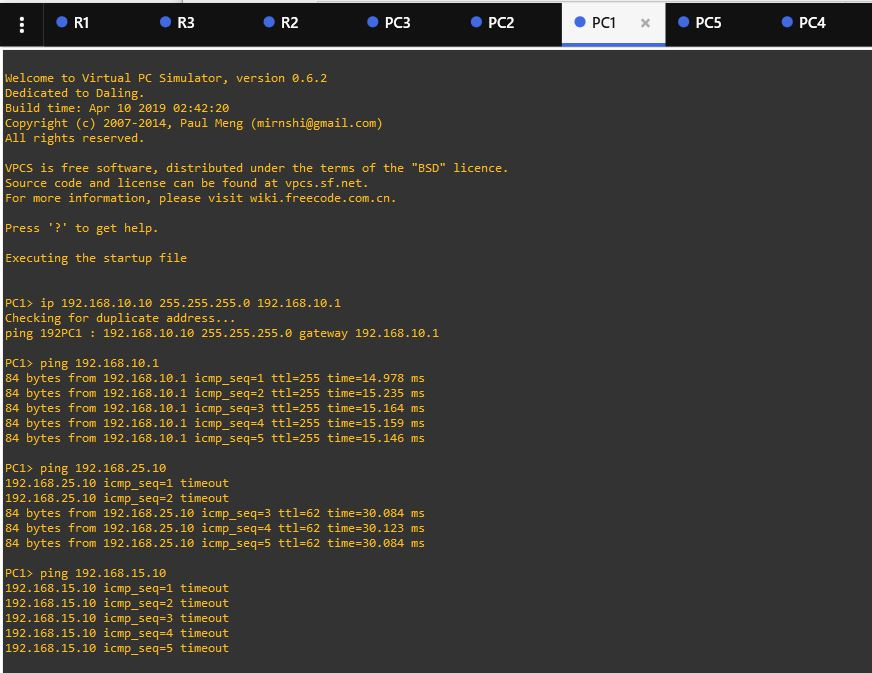 R1 R3 R2 PC3 PC2 PC1 × PC5 PC4
Welcome to Virtual PC Simulator, version 0.6.2
Dedicated to Daling.
Build time: Apr 10 2019 02:42:20
Copyright (c) 2007-2014, Paul Meng (mirnshi@gmail.com)
All rights reserved.
VPCS is free software, distributed under the terms of the "BSD" licence.
Source code and license can be found at vpcs.sf.net.
For more information, please visit wiki.freecode.com.cn.
Press '?' to get help.
Executing the startup file
PC1> ip 192.168.10.10 255.255.255.0 192.168.10.1
Checking for duplicate address...
ping 192PC1 : 192.168.10.10 255.255.255.0 gateway 192.168.10.1
PC1> ping 192.168.10.1
84 bytes from 192.168.10.1 icmp_seq=1 ttl=255 time=14.978 ms
84 bytes from 192.168.10.1 icmp_seq=2 ttl=255 time=15.235 ms
84 bytes from 192.168.10.1 icmp_seq=3 ttl=255 time=15.164 ms
84 bytes from 192.168.10.1 icmp_seq=4 ttl=255 time=15.159 ms
84 bytes from 192.168.10.1 icmp_seq=5 ttl=255 time=15.146 ms
PC1> ping 192.168.25.10
192.168.25.10 icmp_seq=1 timeout
192.168.25.10 icmp_seq=2 timeout
84 bytes from 192.168.25.10 icmp_seq=3 ttl=62 time=30.084 ms
84 bytes from 192.168.25.10 icmp_seq=4 ttl=62 time=30.123 ms
84 bytes from 192.168.25.10 icmp_seq=5 ttl=62 time=30.084 ms
PC1> ping 192.168.15.10
192.168.15.10 icmp_seq=1 timeout
192.168.15.10 icmp_seq=2 timeout
192.168.15.10 icmp_seq=3 timeout
192.168.15.10 icmp_seq=4 timeout
192.168.15.10 icmp_seq=5 timeout